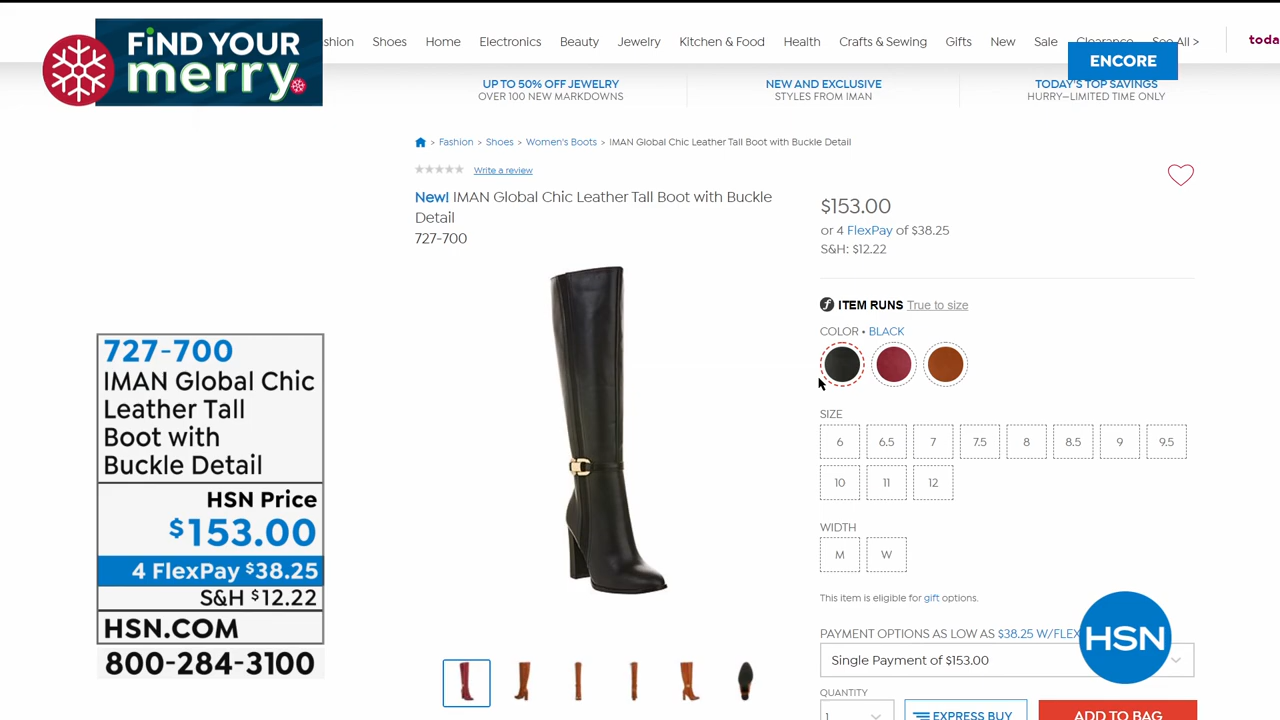 FiND YOUR
merry
shion Shoes Home Electronics Beauty Jewelry Kitchen & Food Health Crafts & Sewing Gifts New Sale Clearance See All > toda
ENCORE
UP TO 50% OFF JEWELRY
OVER 100 NEW MARKDOWNS
NEW AND EXCLUSIVE
STYLES FROM IMAN
TODAY'S TOP SAVINGS
HURRY—LIMITED TIME ONLY
> Fashion > Shoes > Women's Boots > IMAN Global Chic Leather Tall Boot with Buckle Detail
Write a review
New! IMAN Global Chic Leather Tall Boot with Buckle
Detail
727-700
$153.00
or 4 FlexPay of $38.25
S&H: $12.22
f ITEM RUNS True to size
COLOR • BLACK
SIZE
6 6.5 7 7.5 8 8.5 9 9.5
10 11 12
WIDTH
M W
This item is eligible for gift options.
PAYMENT OPTIONS AS LOW AS $38.25 W/FLEX
Single Payment of $153.00
QUANTITY
1 EXPRESS BUY ADD TO BAG
HSN
727-700
IMAN Global Chic
Leather Tall
Boot with
Buckle Detail
HSN Price
$153.00
4 FlexPay $38.25
S&H $12.22
HSN.COM
800-284-3100